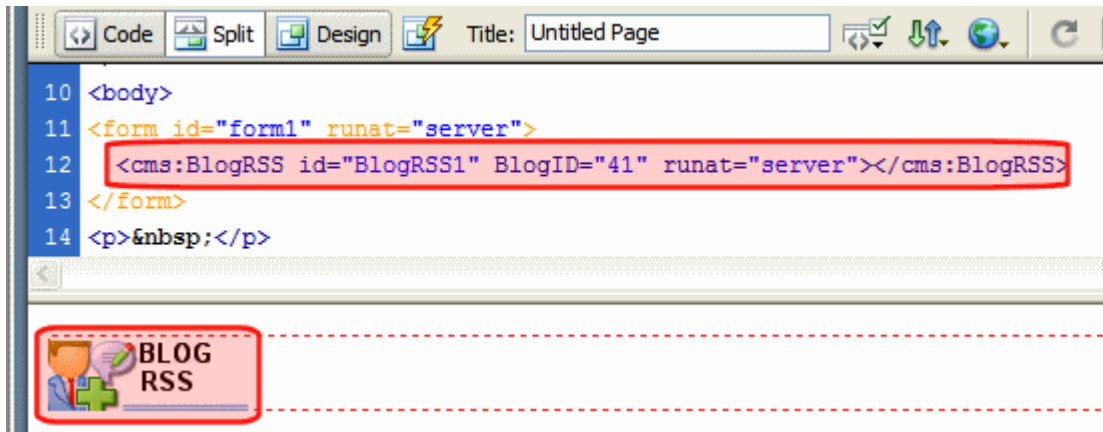 Code Split Design Title: Untitled Page
10 <body>
11 <form id="form1" runat="server">
12 <cms:BlogRSS id="BlogRSS1" BlogID="41" runat="server"></cms:BlogRSS>
13 </form>
14 <p>&nbsp;</p>
BLOG
RSS